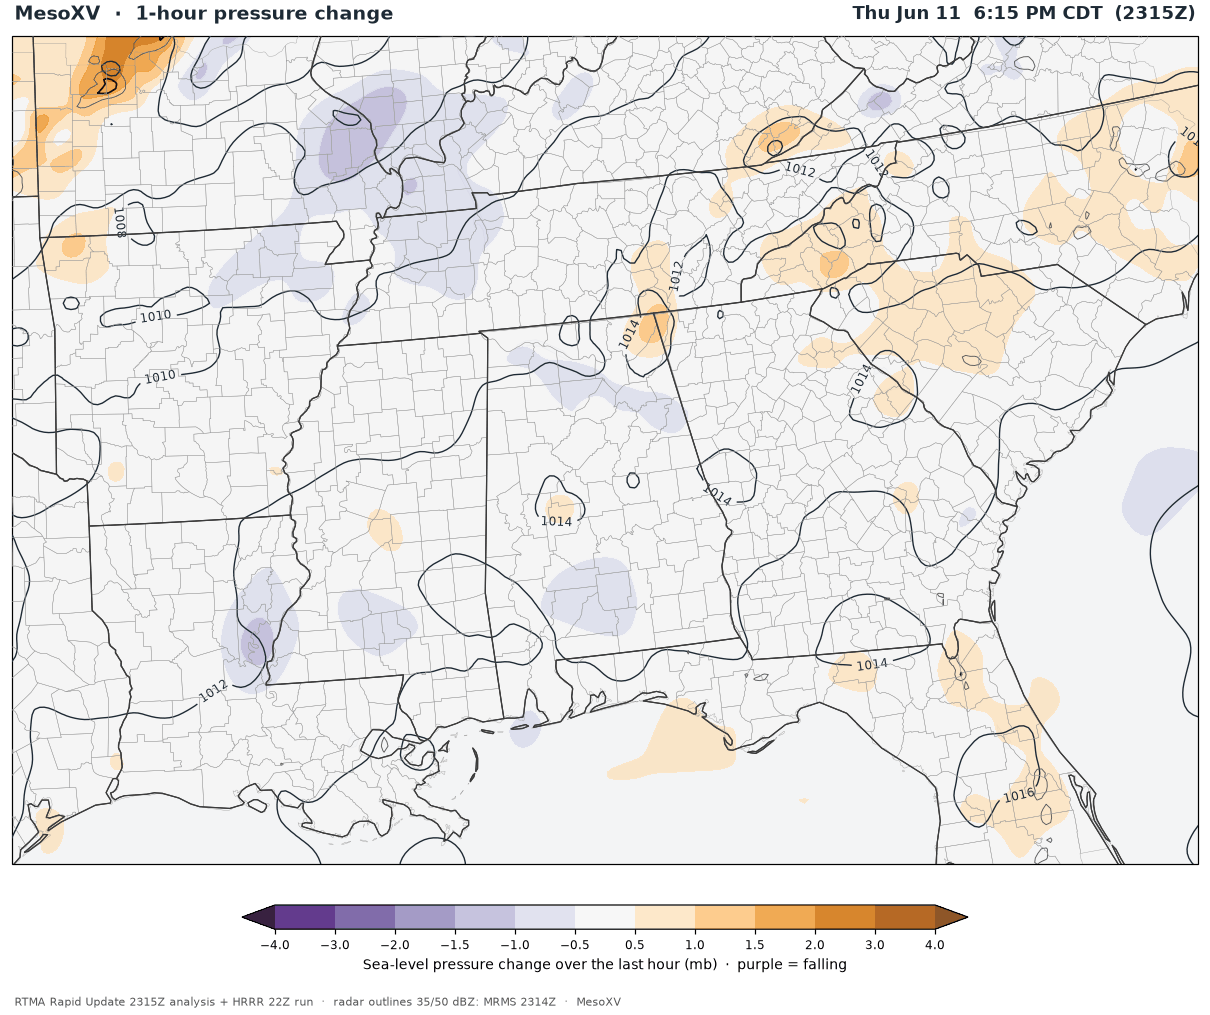 MesoXV · 1-hour pressure change
Thu Jun 11 6:15 PM CDT (2315Z)
1012
1012
1008
1012
1010
1014
1010
1014
1014
1014
1014
1012
1016
−4.0 −3.0 −2.0 −1.5 −1.0 −0.5 0.5 1.0 1.5 2.0 3.0 4.0
Sea-level pressure change over the last hour (mb) · purple = falling
RTMA Rapid Update 2315Z analysis + HRRR 22Z run · radar outlines 35/50 dBZ: MRMS 2314Z · MesoXV